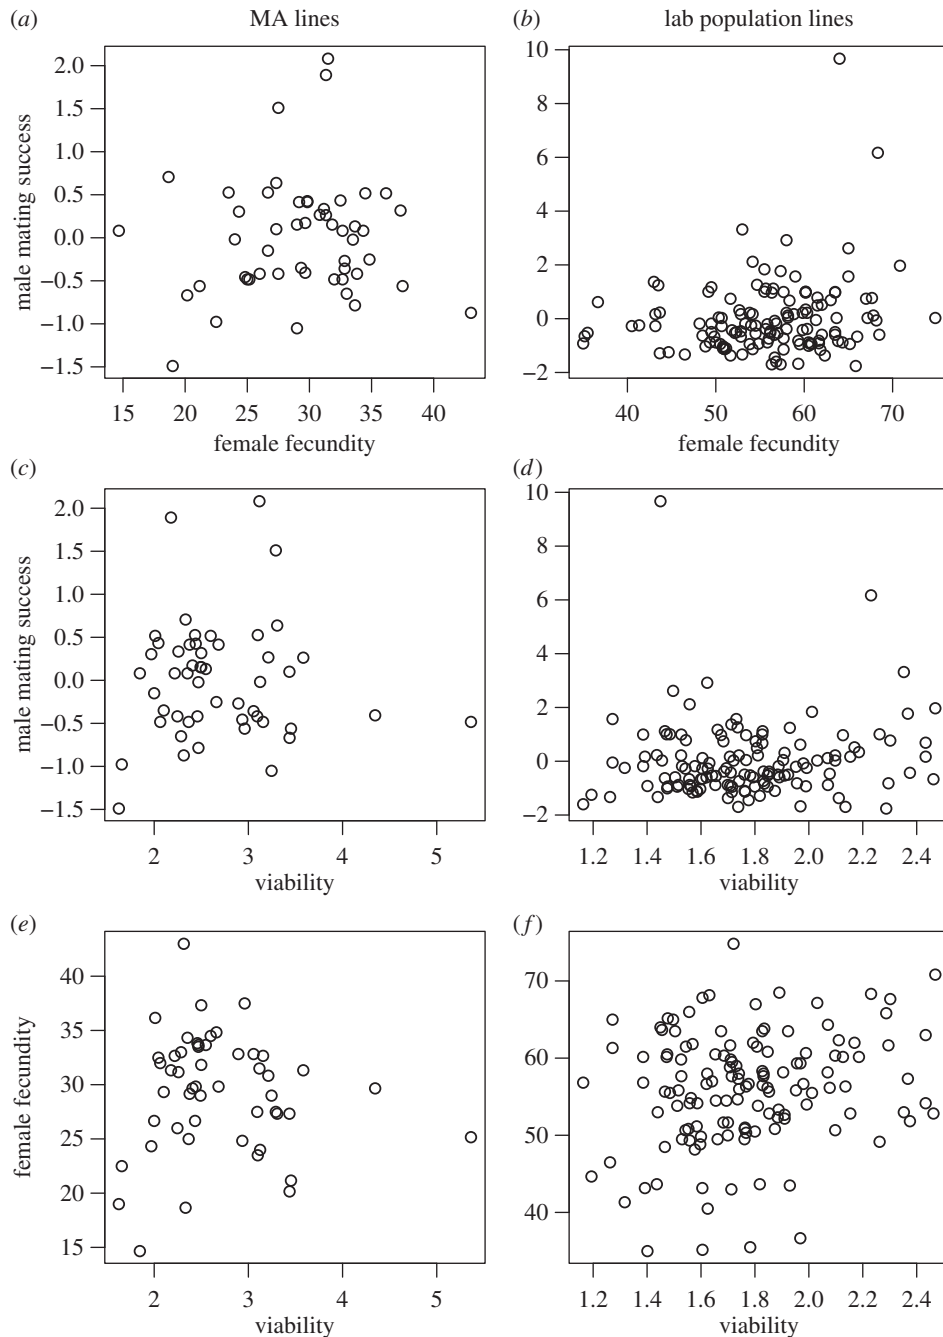 MA lines
lab population lines
(a)
(b)
2.0
1.5
1.0
0.5
0.0
−0.5
−1.0
−1.5
male mating success
15 20 25 30 35 40
female fecundity
10
8
6
4
2
0
−2
40 50 60 70
female fecundity
(c)
(d)
2.0
1.5
1.0
0.5
0.0
−0.5
−1.0
−1.5
male mating success
2 3 4 5
viability
10
8
6
4
2
0
−2
1.2 1.4 1.6 1.8 2.0 2.2 2.4
viability
(e)
(f)
40
35
30
25
20
15
female fecundity
2 3 4 5
viability
70
60
50
40
1.2 1.4 1.6 1.8 2.0 2.2 2.4
viability